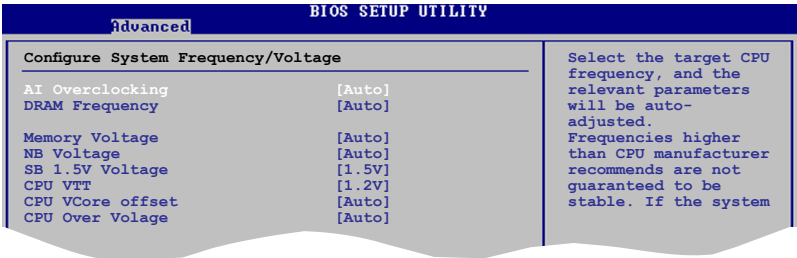 BIOS SETUP UTILITY
Advanced
Configure System Frequency/Voltage
AI Overclocking [Auto]
DRAM Frequency [Auto]
Memory Voltage [Auto]
NB Voltage [Auto]
SB 1.5V Voltage [1.5V]
CPU VTT [1.2V]
CPU VCore offset [Auto]
CPU Over Volage [Auto]
Select the target CPU
frequency, and the
relevant parameters
will be auto-
adjusted.
Frequencies higher
than CPU manufacturer
recommends are not
guaranteed to be
stable. If the system